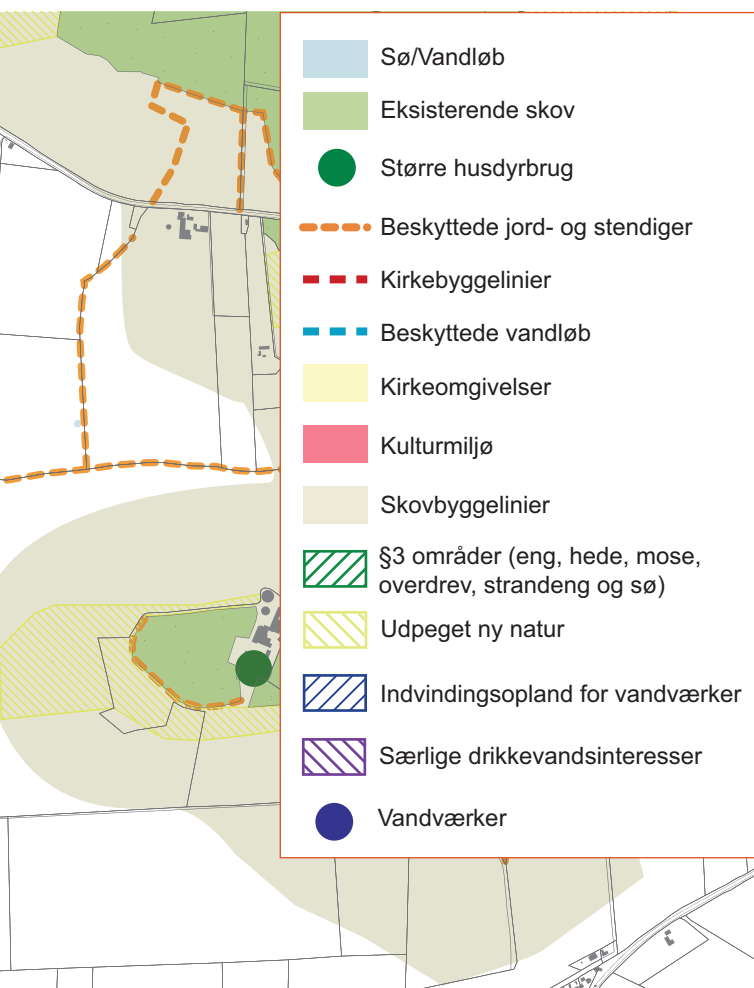 Sø/Vandløb
Eksisterende skov
Større husdyrbrug
Beskyttede jord- og stendiger
Kirkebyggelinier
Beskyttede vandløb
Kirkeomgivelser
Kulturmiljø
Skovbyggelinier
§3 områder (eng, hede, mose,
overdrev, strandeng og sø)
Udpeget ny natur
Indvindingsopland for vandværker
Særlige drikkevandsinteresser
Vandværker